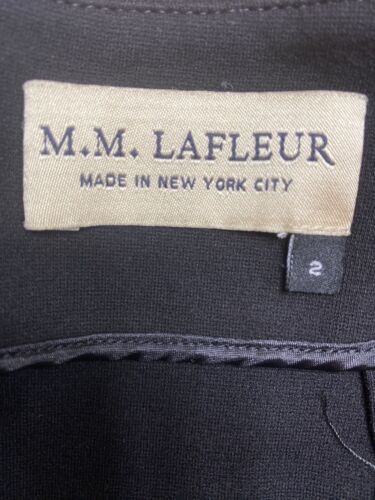 M.M. LAFLEUR
MADE IN NEW YORK CITY
2